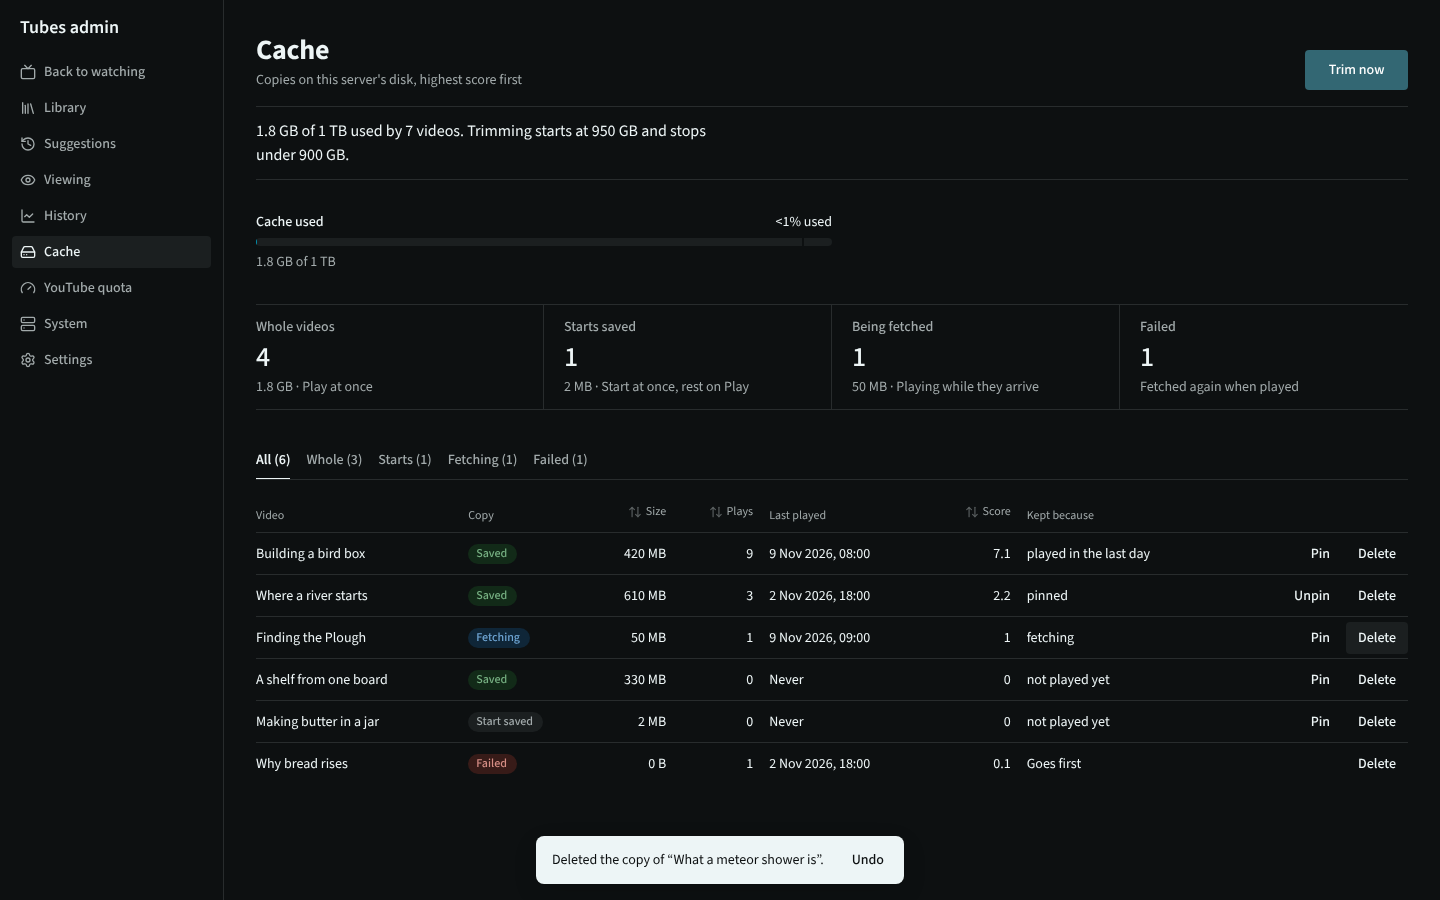 Tubes admin
Back to watching
Library
Suggestions
Viewing
History
Cache
YouTube quota
System
Settings
Cache
Copies on this server's disk, highest score first
Trim now
1.8 GB of 1 TB used by 7 videos. Trimming starts at 950 GB and stops
under 900 GB.
Cache used <1% used
1.8 GB of 1 TB
Whole videos
4
1.8 GB · Play at once
Starts saved
1
2 MB · Start at once, rest on Play
Being fetched
1
50 MB · Playing while they arrive
Failed
1
Fetched again when played
All (6) Whole (3) Starts (1) Fetching (1) Failed (1)
Video Copy Size Plays Last played Score Kept because
Building a bird box Saved 420 MB 9 9 Nov 2026, 08:00 7.1 played in the last day Pin Delete
Where a river starts Saved 610 MB 3 2 Nov 2026, 18:00 2.2 pinned Unpin Delete
Finding the Plough Fetching 50 MB 1 9 Nov 2026, 09:00 1 fetching Pin Delete
A shelf from one board Saved 330 MB 0 Never 0 not played yet Pin Delete
Making butter in a jar Start saved 2 MB 0 Never 0 not played yet Pin Delete
Why bread rises Failed 0 B 1 2 Nov 2026, 18:00 0.1 Goes first Delete
Deleted the copy of “What a meteor shower is”. Undo